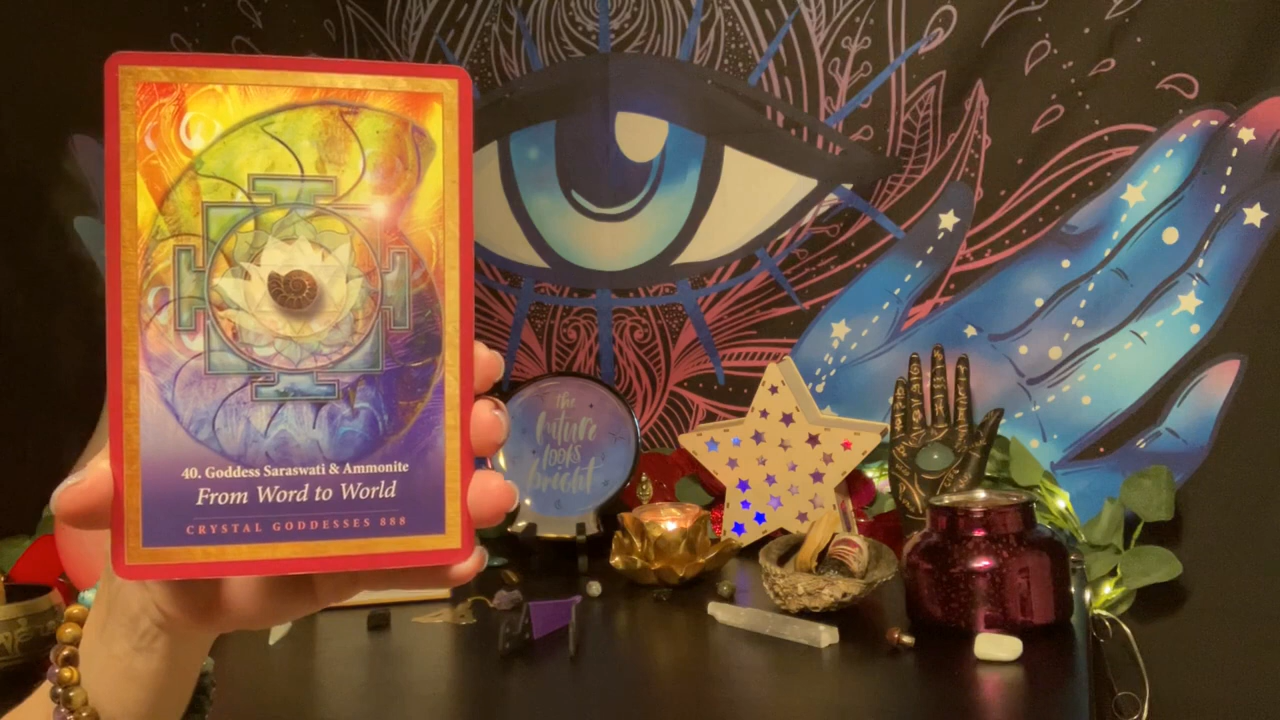 40. Goddess Saraswati & Ammonite
From Word to World
CRYSTAL GODDESSES 888
the
future
looks
bright